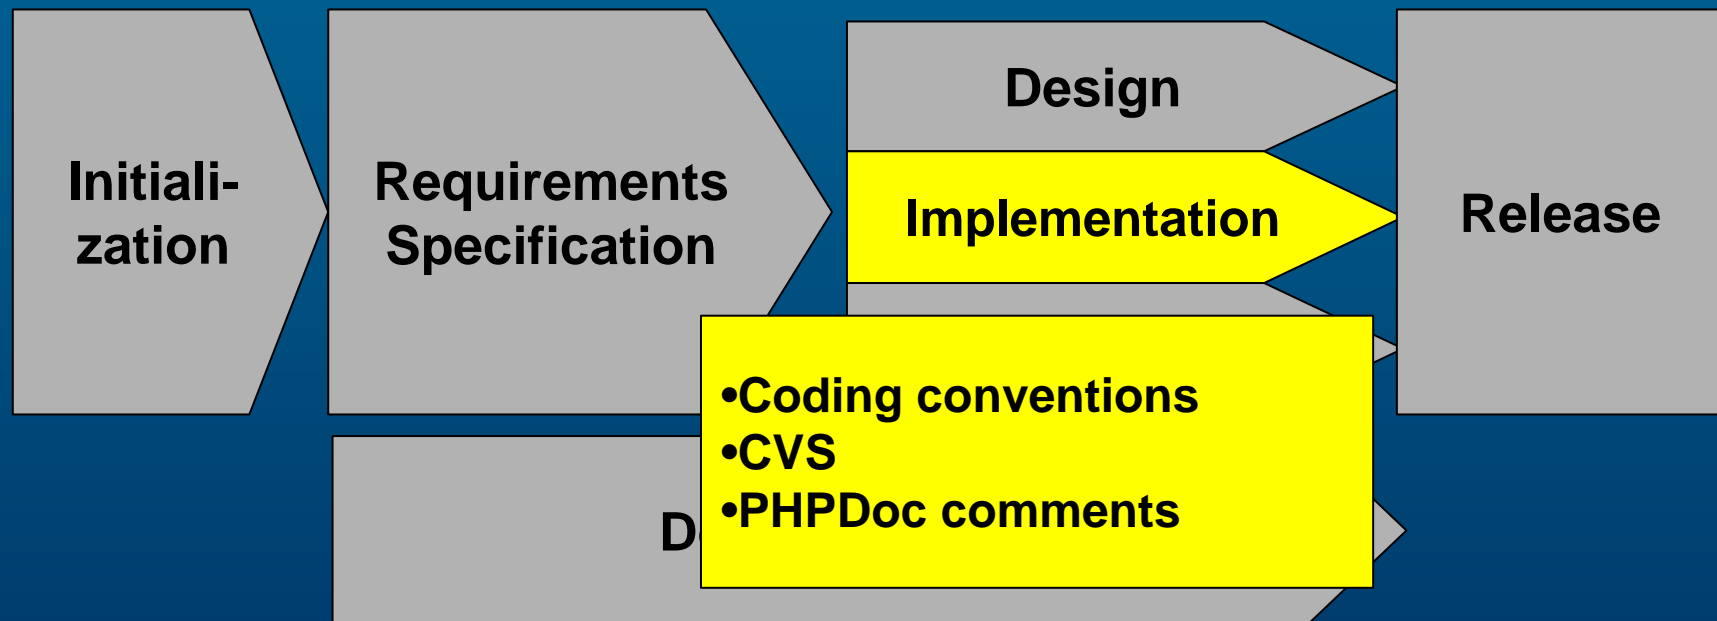 Initiali-
zation
Requirements
Specification
Design
Implementation
Release
•Coding conventions
•CVS
•PHPDoc comments